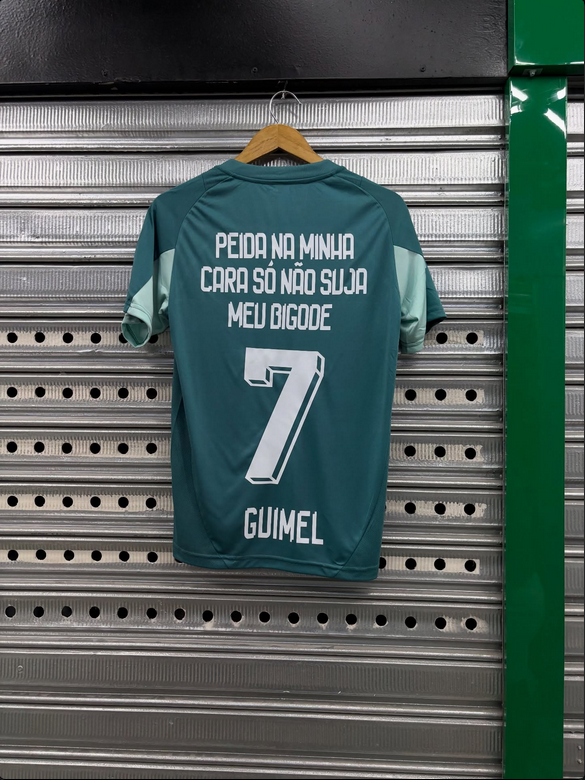 PEIDA NA MINHA
CARA SÓ NÃO SUJA
MEU BIGODE
7
GUIMEL